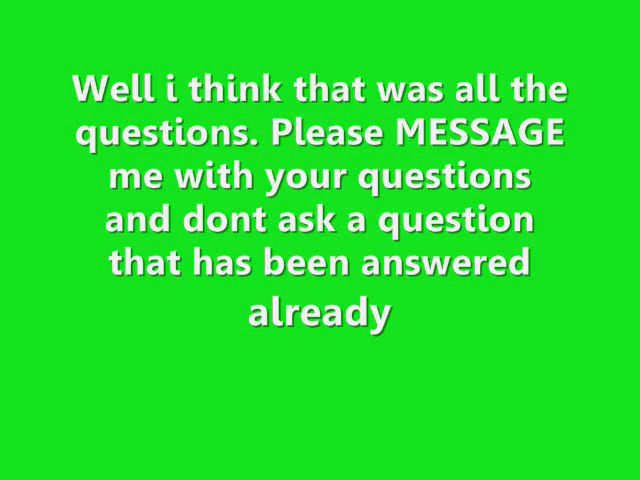 Well i think that was all the
questions. Please MESSAGE
me with your questions
and dont ask a question
that has been answered
already